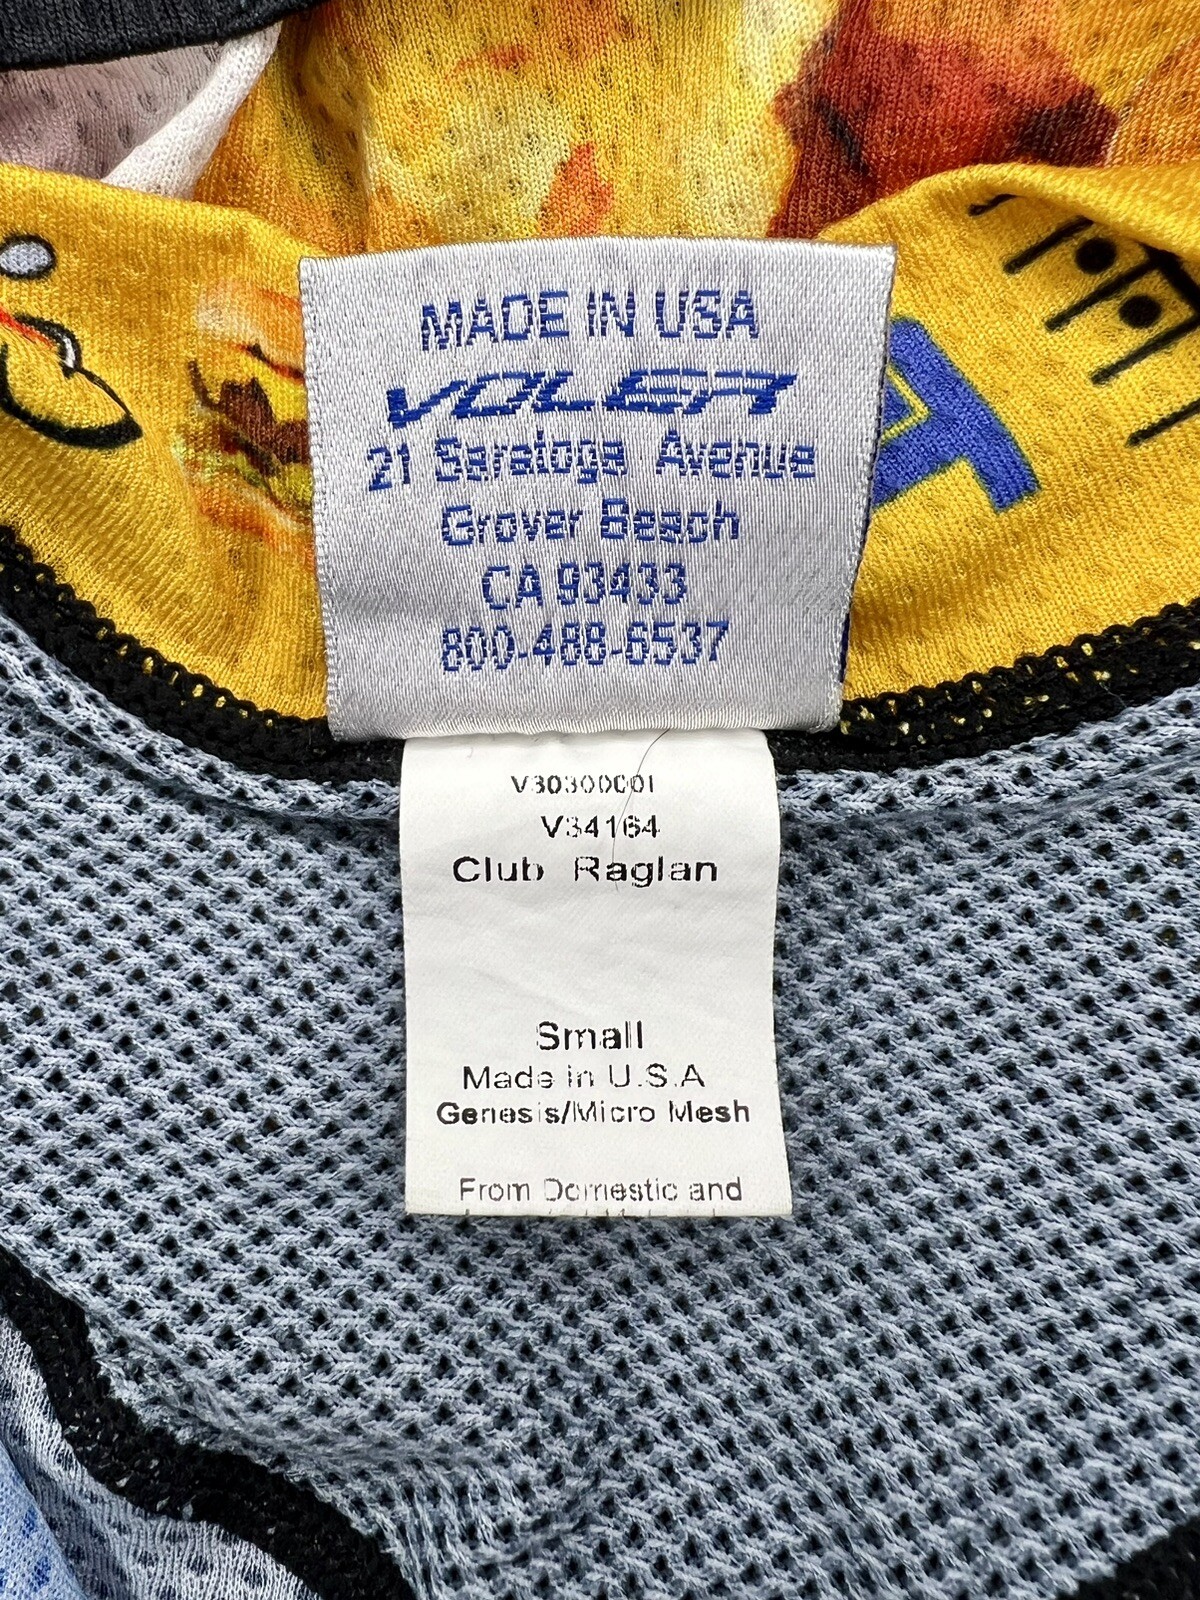 MADE IN USA
VOLER
21 Saratoga Avenue
Grover Beach
CA 93433
800-488-6537
V30300001
V34164
Club Raglan
Small
Made in U.S.A
Genesis/Micro Mesh
From Domestic and